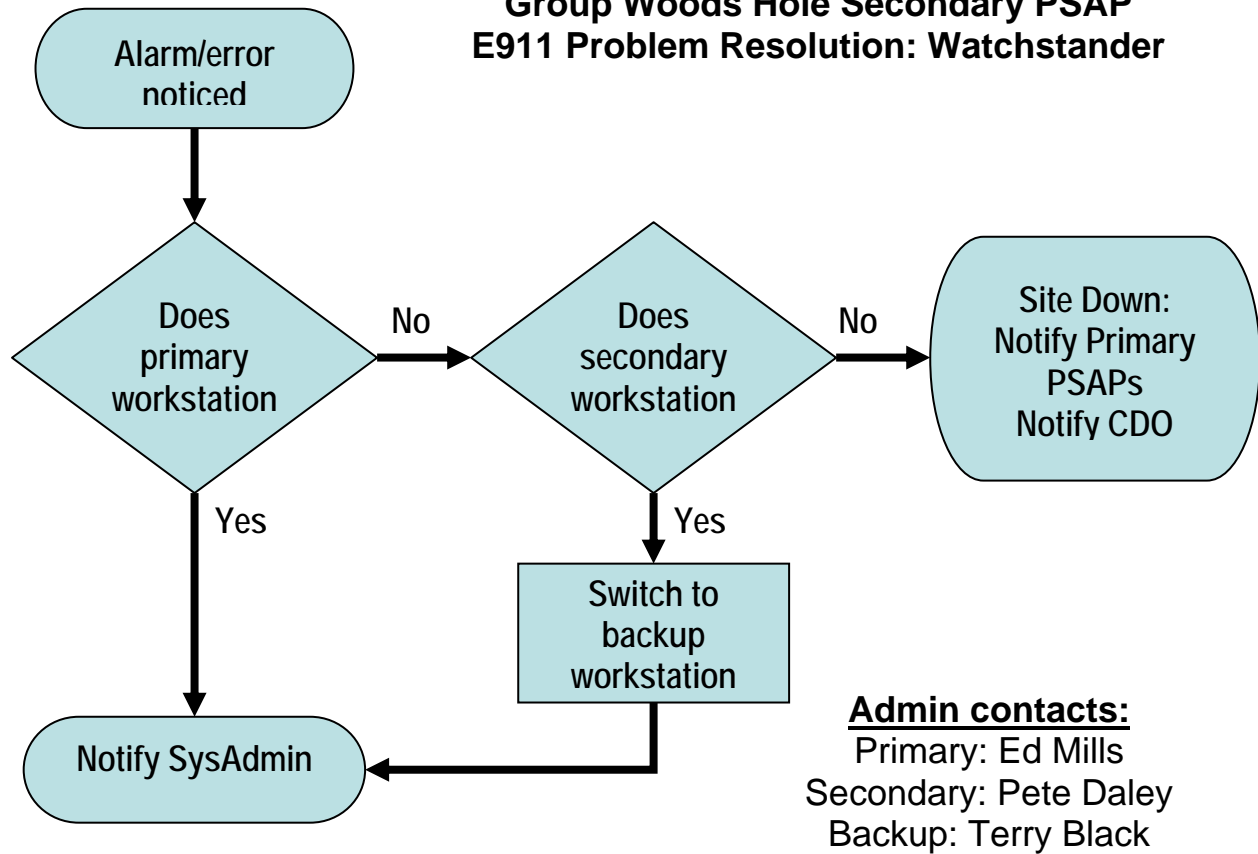 Group Woods Hole Secondary PSAP
E911 Problem Resolution: Watchstander
Alarm/error
noticed
Does
primary
workstation
No
Does
secondary
workstation
No
Site Down:
Notify Primary
PSAPs
Notify CDO
Yes
Yes
Switch to
backup
workstation
Notify SysAdmin
Admin contacts:
Primary: Ed Mills
Secondary: Pete Daley
Backup: Terry Black